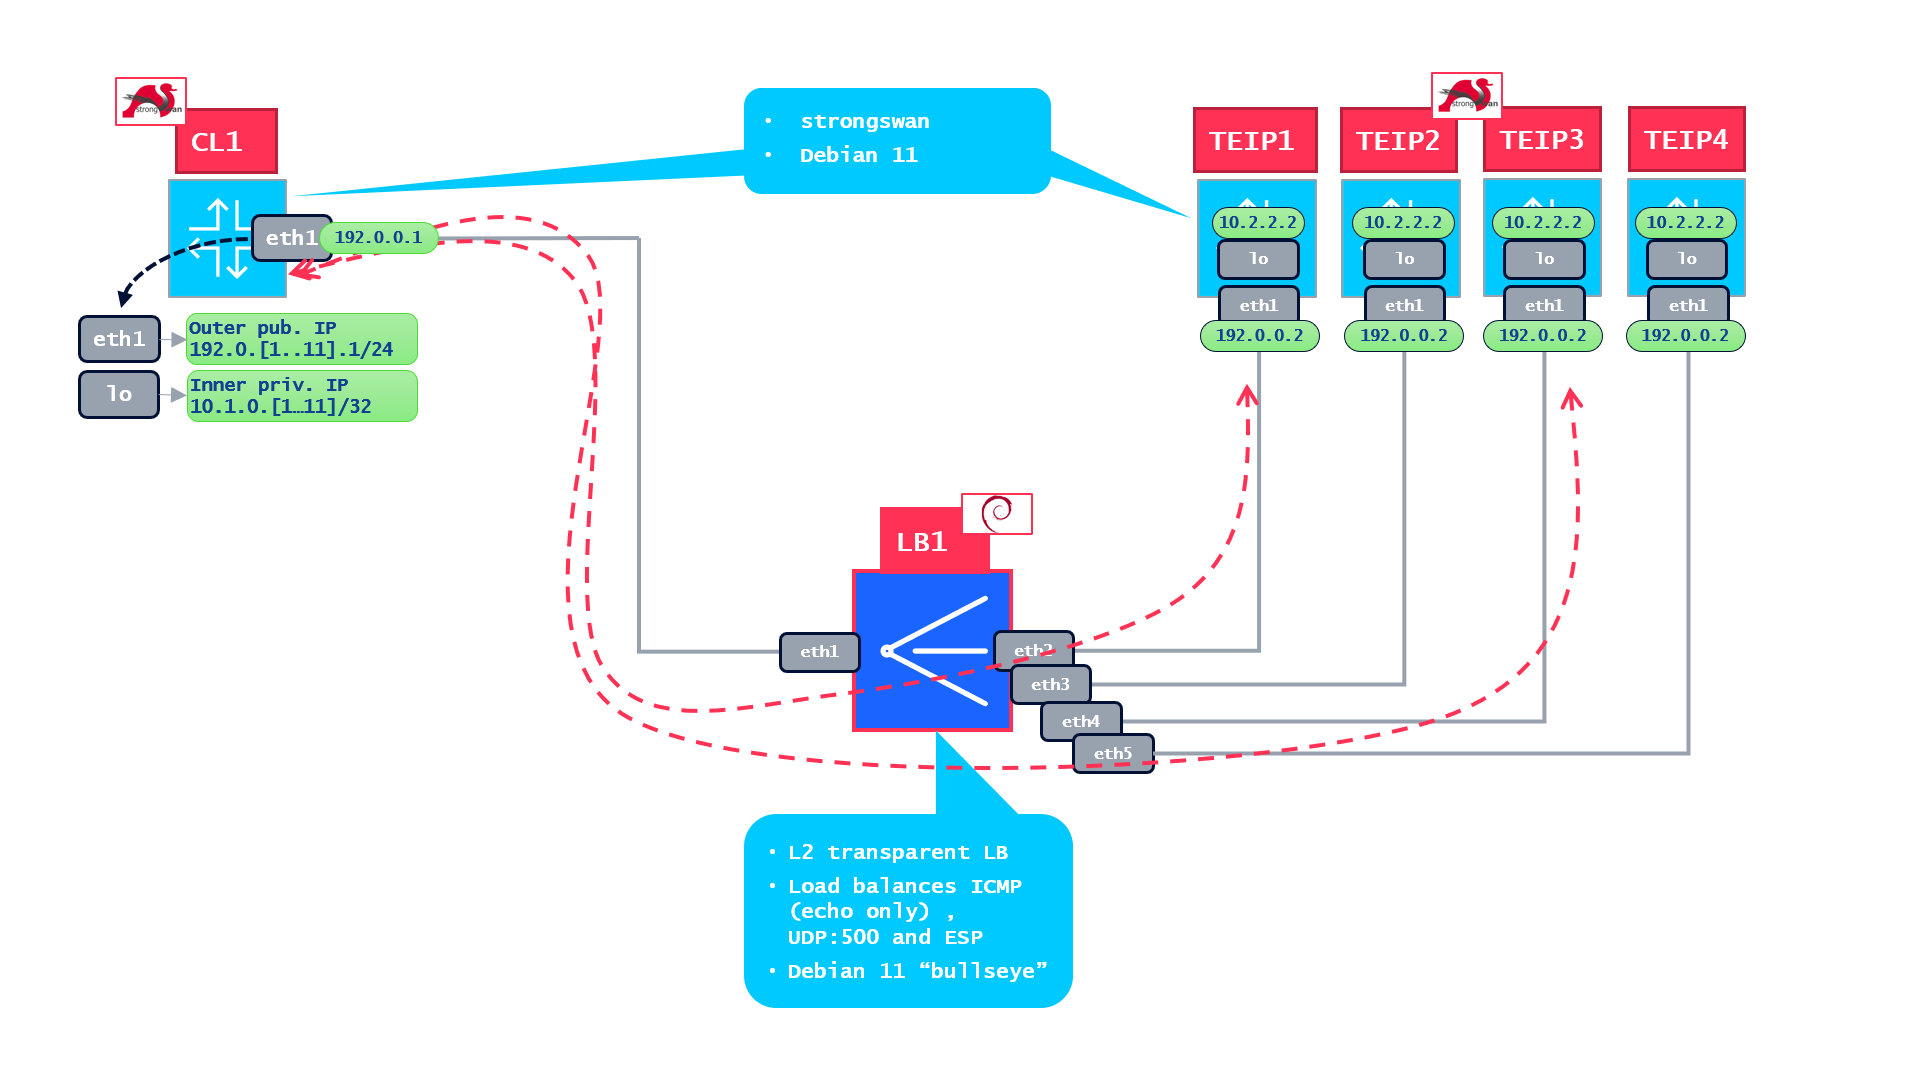 strongswan
CL1
eth1
192.0.0.1
eth1
Outer pub. IP
192.0.[1..11].1/24
lo
Inner priv. IP
10.1.0.[1…11]/32
• strongswan
• Debian 11
strongswan
TEIP1
TEIP2
TEIP3
TEIP4
10.2.2.2
10.2.2.2
10.2.2.2
10.2.2.2
lo
lo
lo
lo
eth1
eth1
eth1
eth1
192.0.0.2
192.0.0.2
192.0.0.2
192.0.0.2
LB1
eth1
eth2
eth3
eth4
eth5
• L2 transparent LB
• Load balances ICMP
(echo only) ,
UDP:500 and ESP
• Debian 11 “bullseye”